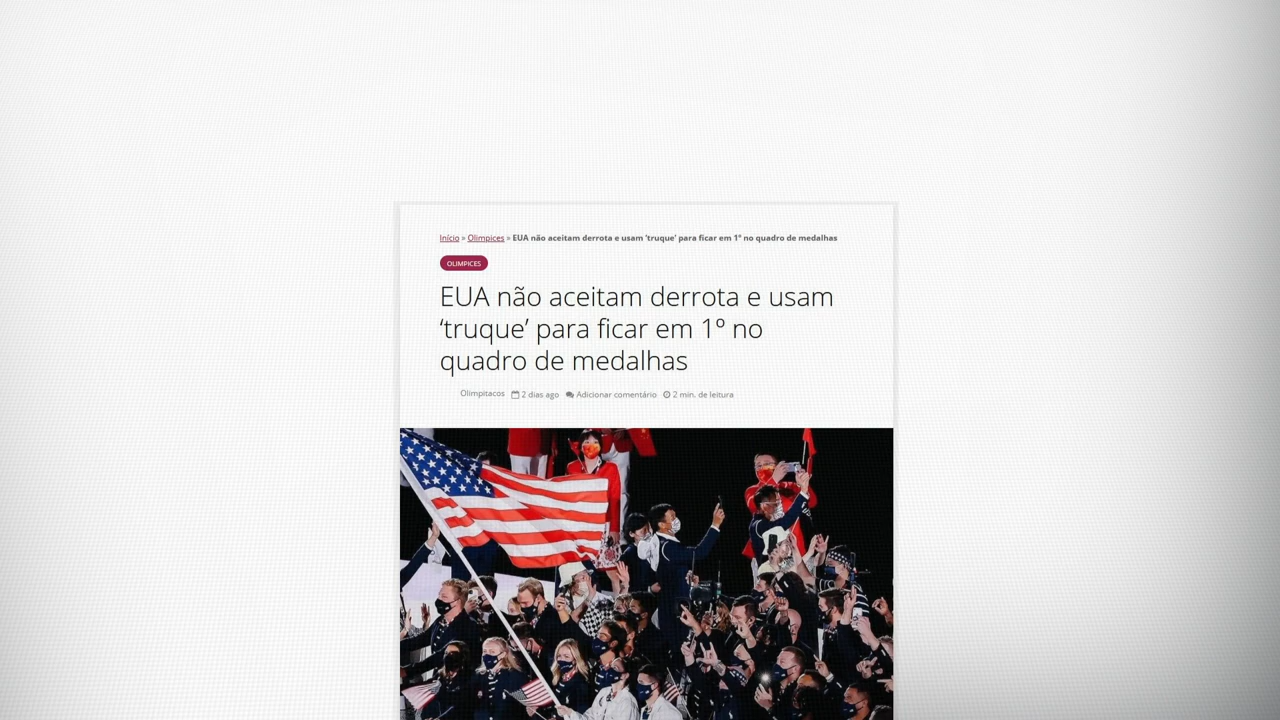 Início » Olimpices » EUA não aceitam derrota e usam ‘truque’ para ficar em 1º no quadro de medalhas
OLIMPICES
EUA não aceitam derrota e usam
‘truque’ para ficar em 1º no
quadro de medalhas
Olimpitacos 2 dias ago Adicionar comentário 2 min. de leitura